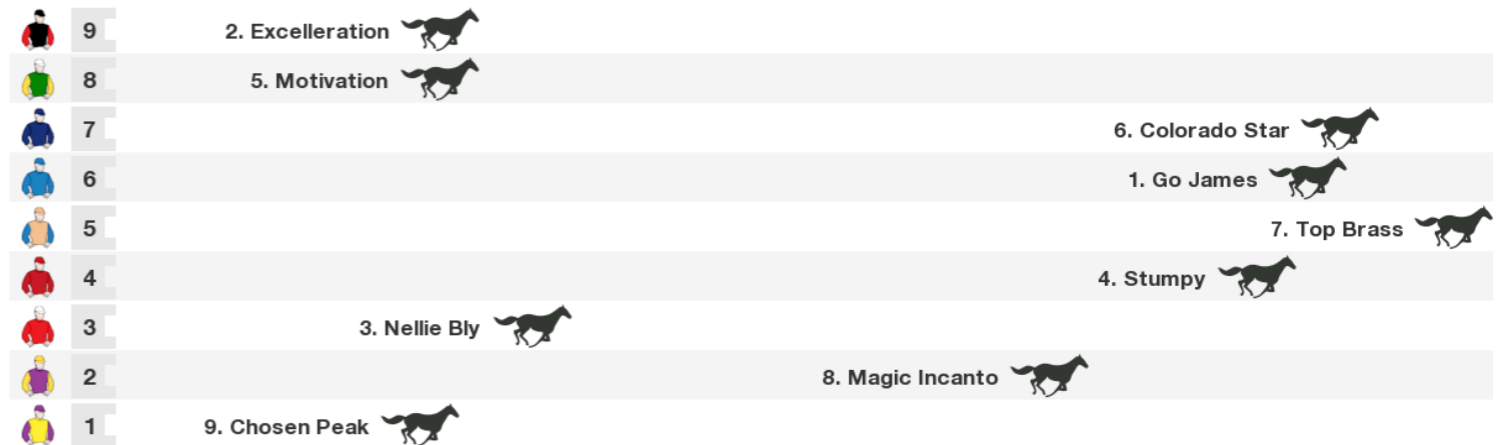 9 2. Excelleration
8 5. Motivation
7 6. Colorado Star
6 1. Go James
5 7. Top Brass
4 4. Stumpy
3 3. Nellie Bly
2 8. Magic Incanto
1 9. Chosen Peak